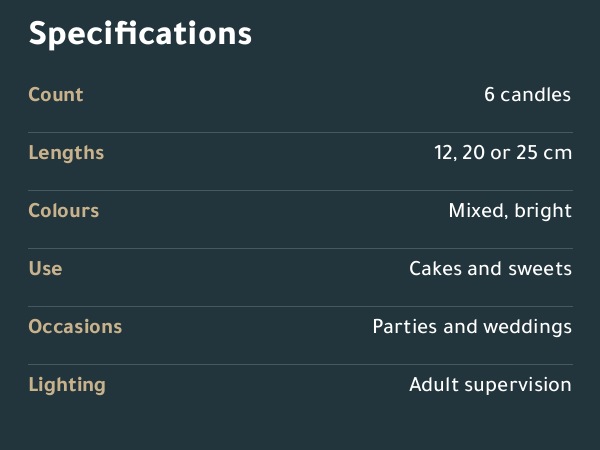 Specifications
Count 6 candles
Lengths 12, 20 or 25 cm
Colours Mixed, bright
Use Cakes and sweets
Occasions Parties and weddings
Lighting Adult supervision